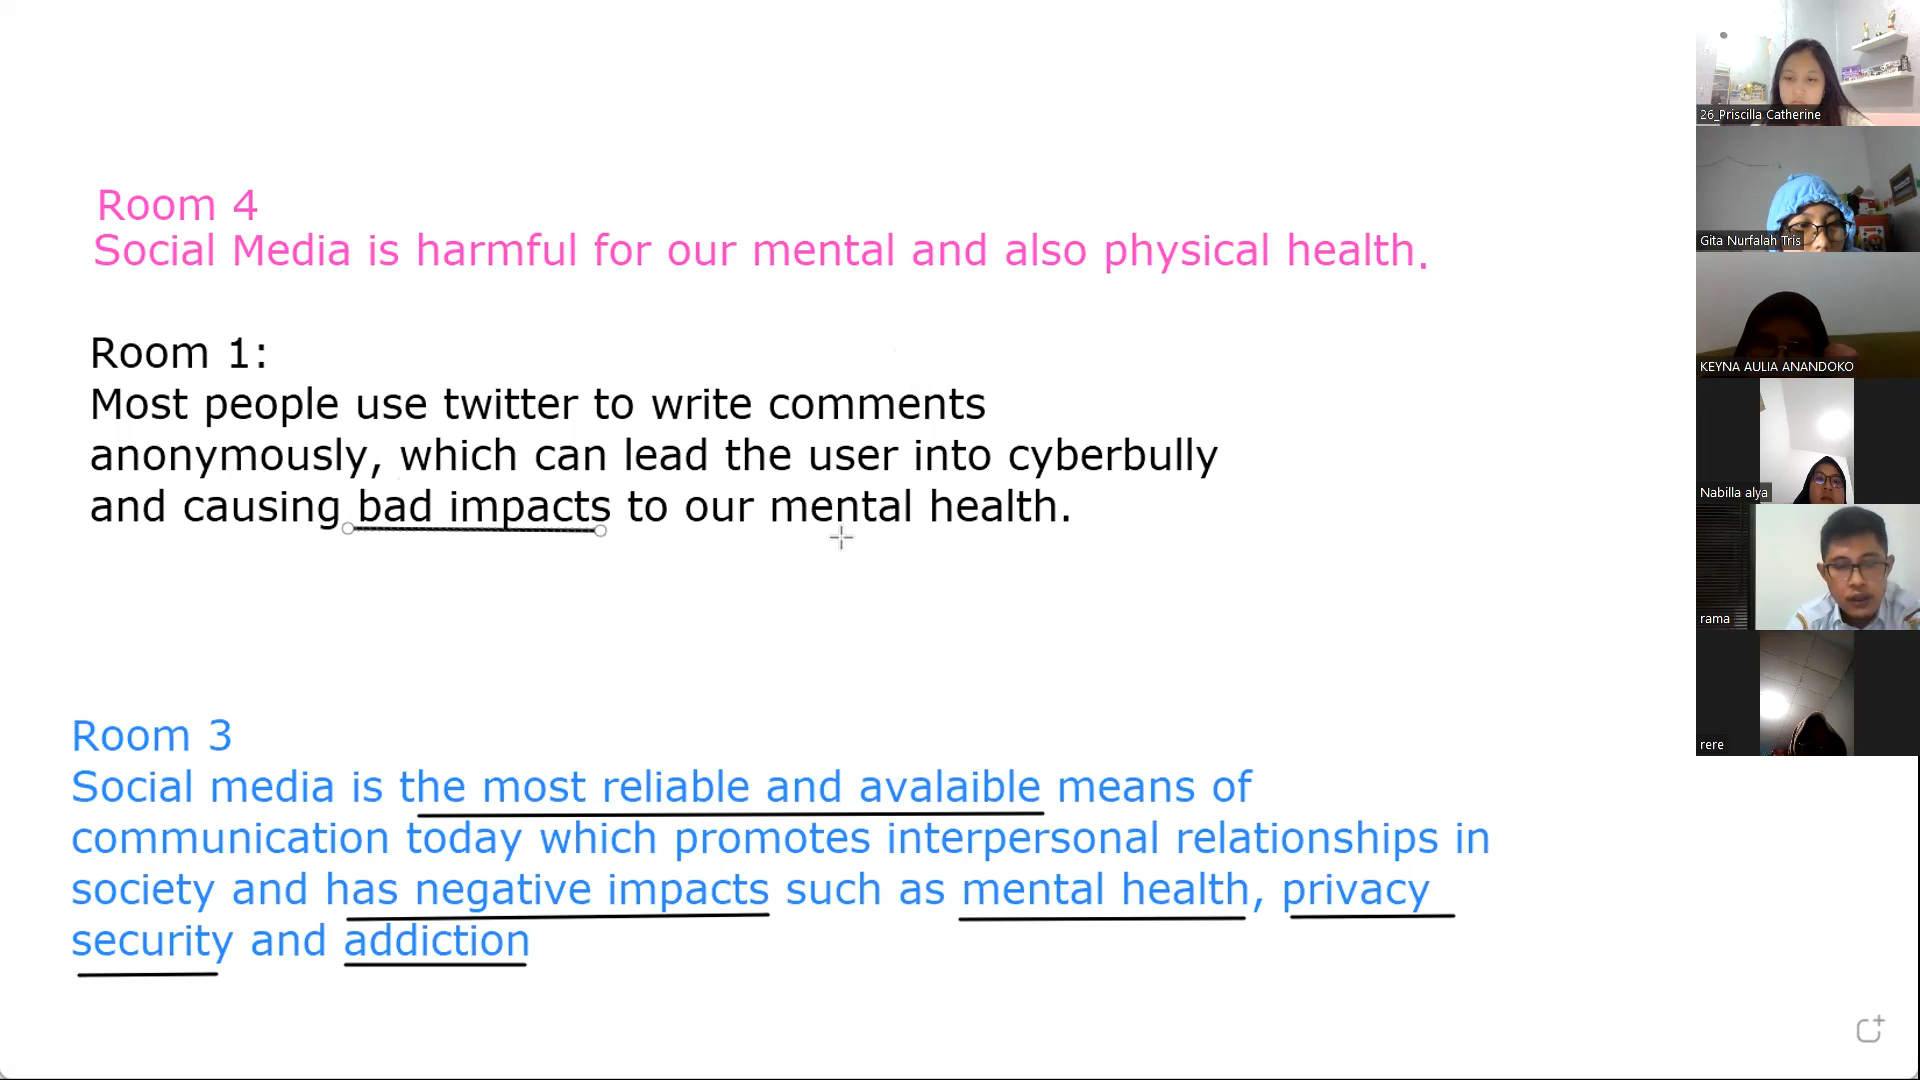 Room 4
Social Media is harmful for our mental and also physical health.
Room 1:
Most people use twitter to write comments
anonymously, which can lead the user into cyberbully
and causing bad impacts to our mental health.
Room 3
Social media is the most reliable and avalaible means of
communication today which promotes interpersonal relationships in
society and has negative impacts such as mental health, privacy
security and addiction
26_Priscilla Catherine
Gita Nurfalah Tris
KEYNA AULIA ANANDOKO
Nabilla alya
rama
rere